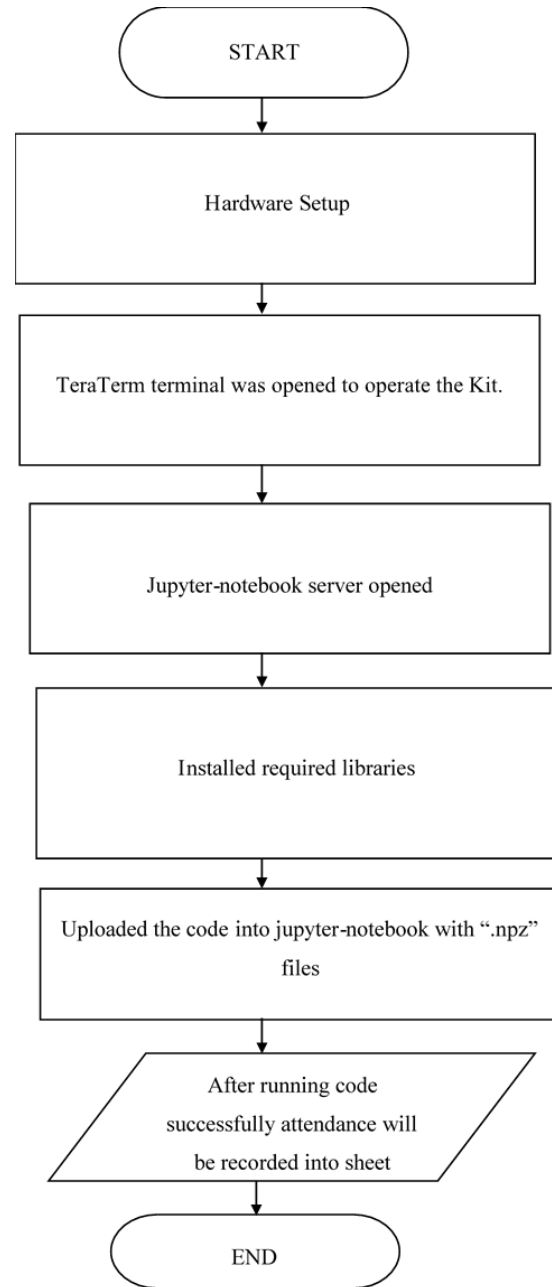 START
Hardware Setup
TeraTerm terminal was opened to operate the Kit.
Jupyter-notebook server opened
Installed required libraries
Uploaded the code into jupyter-notebook with “.npz”
files
After running code
successfully attendance will
be recorded into sheet
END